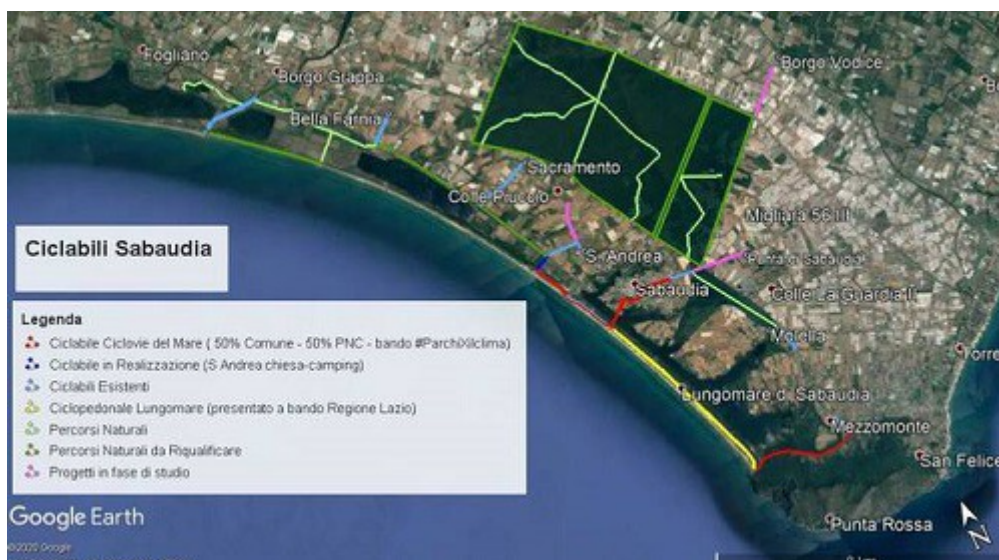 Fogliano
Borgo Grappa
Borgo Vodice
Bella Farnia
Sacramento
Colle Piuccio
Migliara 56
S. Andrea
Sabaudia
Colle La Guardia II
Molella
Torre
Lungomare di Sabaudia
Mezzomonte
San Felice
Punta Rossa
Ciclabili Sabaudia
Legenda
Ciclabile Ciclovie del Mare ( 50% Comune - 50% PNC - bando #ParchiXilclima)
Ciclabile in Realizzazione (S Andrea chiesa-camping)
Ciclabili Esistenti
Ciclopedonale Lungomare (presentato a bando Regione Lazio)
Percorsi Naturali
Percorsi Naturali da Riqualificare
Progetti in fase di studio
Google Earth
©2020 Google
N